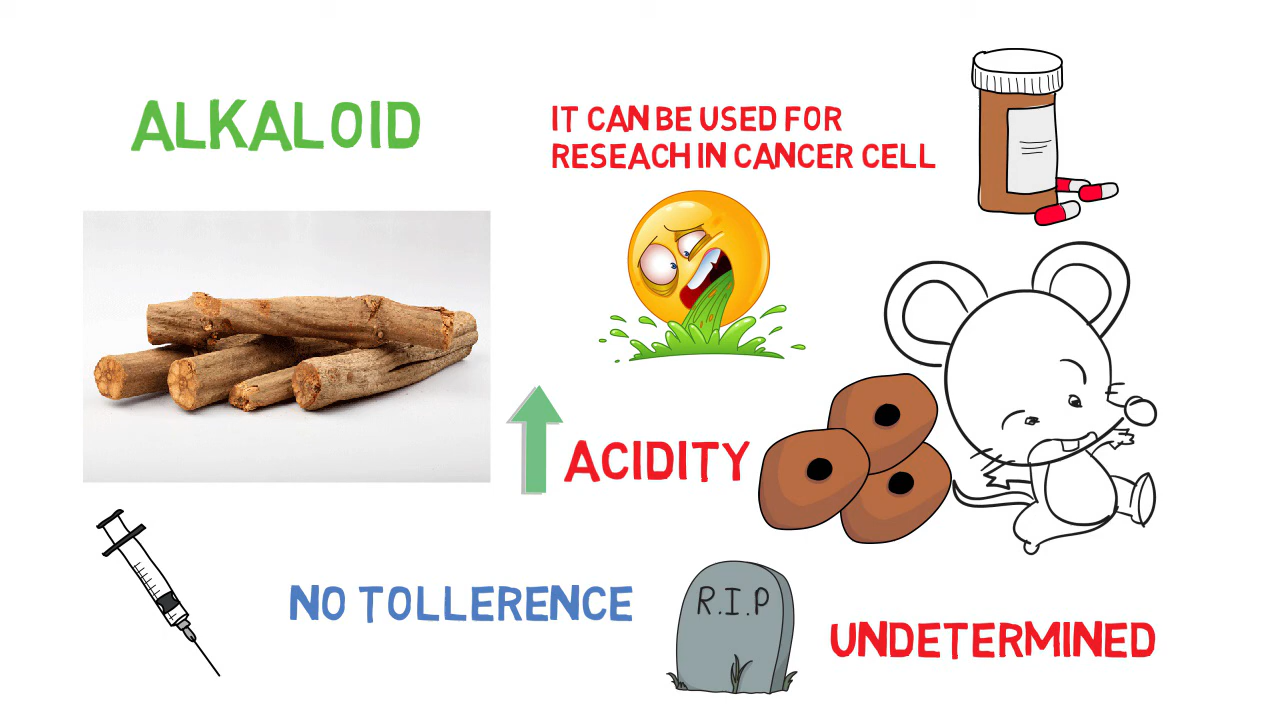 ALKALOID
IT CAN BE USED FOR
RESEACH IN CANCER CELL
ACIDITY
NO TOLLERENCE
R.I.P
UNDETERMINED